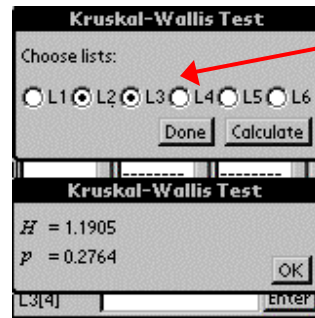 Kruskal-Wallis Test
Choose lists:
L1 L2 L3 L4 L5 L6
Done Calculate
Kruskal-Wallis Test
H = 1.1905
p = 0.2764
OK
L3[4] Enter